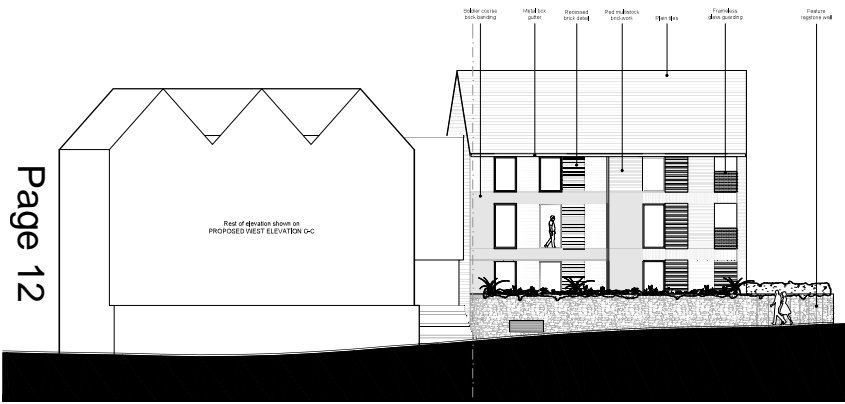 Soldier course
brick banding
Metal box
gutter
Recessed
brick detail
Red multistock
brickwork
Plain tiles
Frameless
glass guarding
Feature
ragstone wall
Rest of elevation shown on
PROPOSED WEST ELEVATION C-C
Page 12